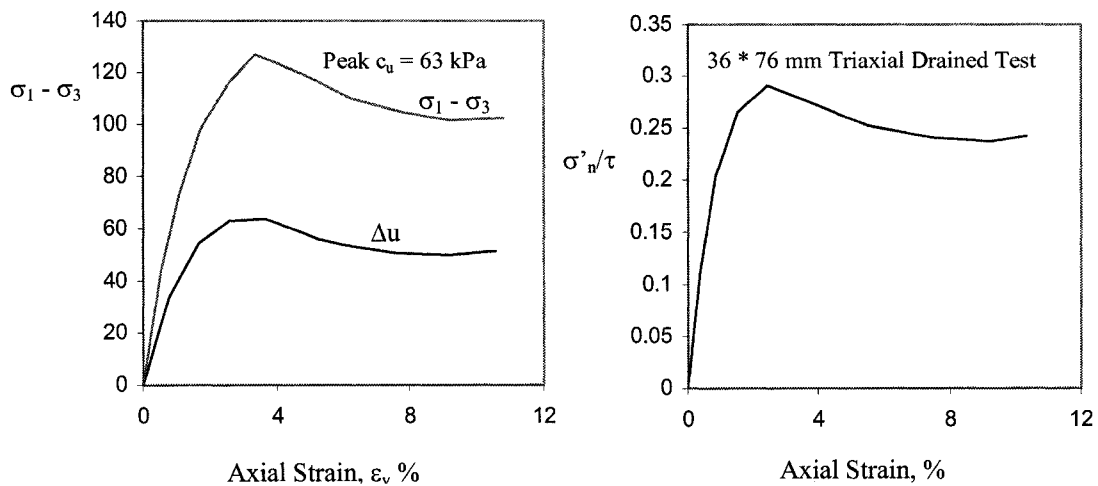 140
120
100
80
60
40
20
0
σ₁ - σ₃
Peak cᵤ = 63 kPa
σ₁ - σ₃
Δu
0 4 8 12
Axial Strain, εᵥ %
0.35
0.3
0.25
0.2
0.15
0.1
0.05
0
σ'ₙ/τ
36 * 76 mm Triaxial Drained Test
0 4 8 12
Axial Strain, %